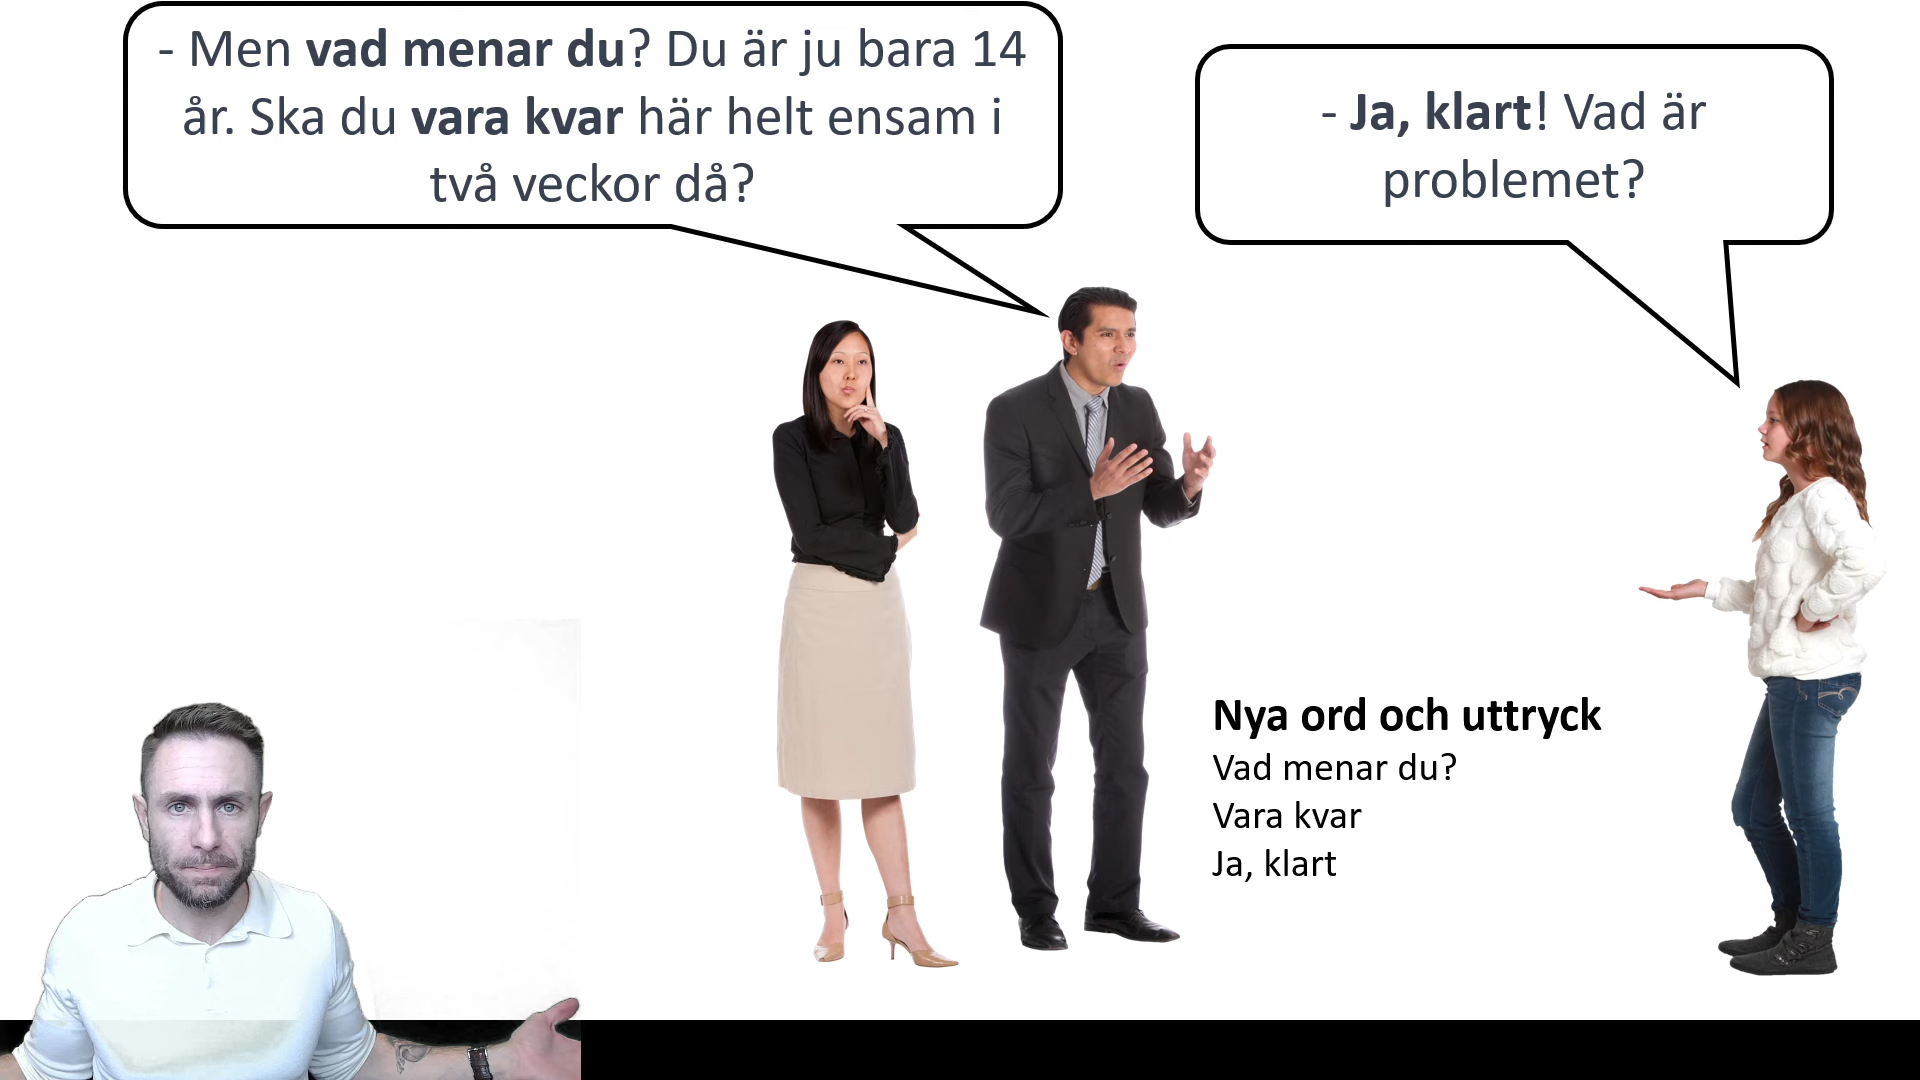 - Men vad menar du? Du är ju bara 14
år. Ska du vara kvar här helt ensam i
två veckor då?
- Ja, klart! Vad är
problemet?
Nya ord och uttryck
Vad menar du?
Vara kvar
Ja, klart